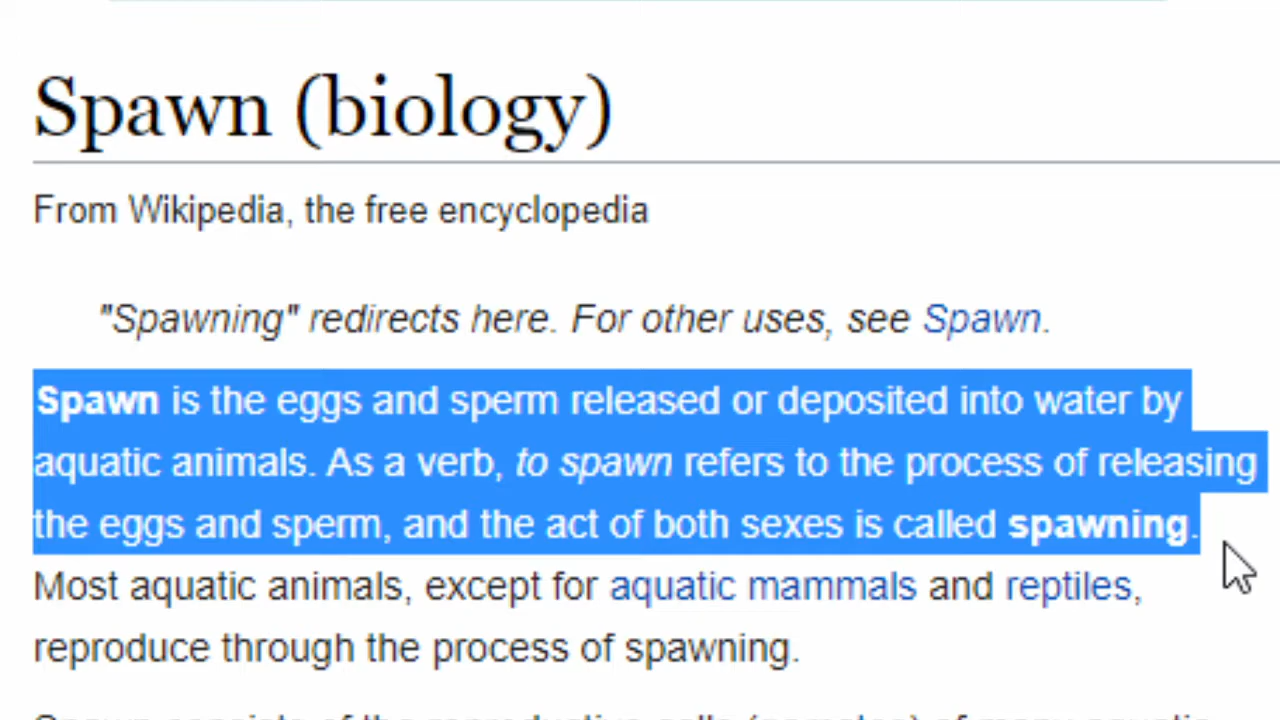 Spawn (biology)
From Wikipedia, the free encyclopedia
"Spawning" redirects here. For other uses, see Spawn.
Spawn is the eggs and sperm released or deposited into water by
aquatic animals. As a verb, to spawn refers to the process of releasing
the eggs and sperm, and the act of both sexes is called spawning.
Most aquatic animals, except for aquatic mammals and reptiles,
reproduce through the process of spawning.